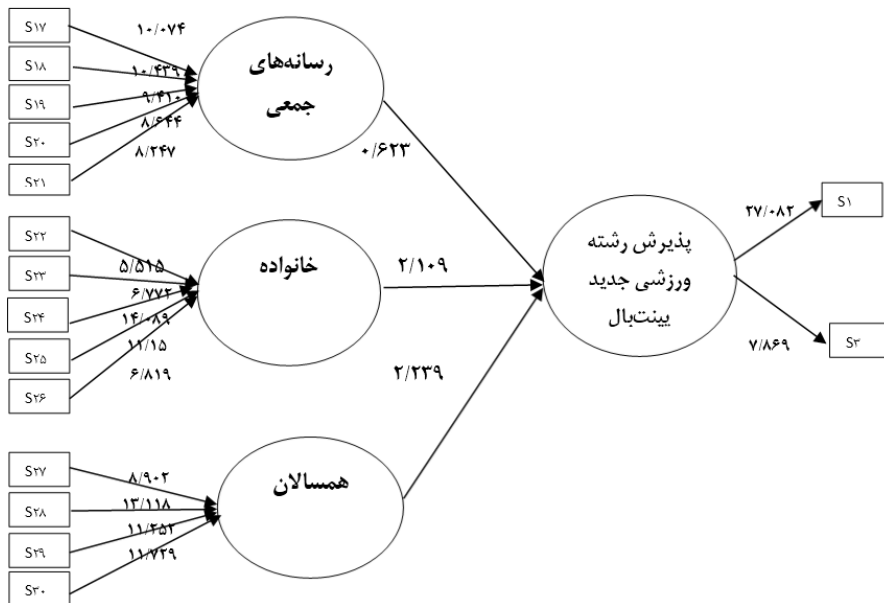 S۱۷
S۱۸
S۱۹
S۲۰
S۲۱
۱۰/۰۷۴
۱۰/۴۳۹
۹/۴۱۰
۸/۶۴۴
۸/۲۴۷
رسانه‌های
جمعی
۰/۶۲۳
S۲۲
S۲۳
S۲۴
S۲۵
S۲۶
۵/۵۱۵
۶/۷۷۲
۱۴/۰۸۹
۱۱/۱۵
۶/۸۱۹
خانواده
۲/۱۰۹
S۲۷
S۲۸
S۲۹
S۳۰
۸/۹۰۲
۱۳/۱۱۸
۱۱/۲۵۲
۱۱/۷۲۹
همسالان
۲/۲۳۹
پذیرش رشته
ورزشی جدید
پینت‌بال
۲۷/۰۸۲
S۱
۷/۸۶۹
S۲